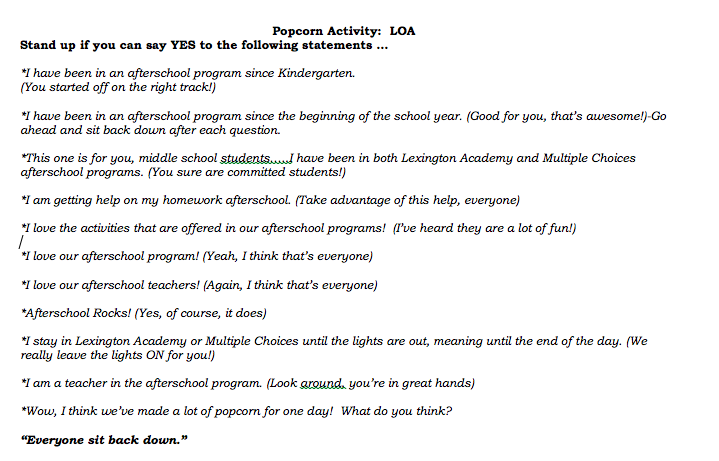 Popcorn Activity:  LOA
Stand up if you can say YES to the following statements …
*I have been in an afterschool program since Kindergarten.
(You started off on the right track!)
*I have been in an afterschool program since the beginning of the school year. (Good for you, that's awesome!)-Go
ahead and sit back down after each question.
*This one is for you, middle school students……I have been in both Lexington Academy and Multiple Choices
afterschool programs. (You sure are committed students!)
*I am getting help on my homework afterschool. (Take advantage of this help, everyone)
*I love the activities that are offered in our afterschool programs!  (I've heard they are a lot of fun!)
*I love our afterschool program! (Yeah, I think that's everyone)
*I love our afterschool teachers! (Again, I think that's everyone)
*Afterschool Rocks! (Yes, of course, it does)
*I stay in Lexington Academy or Multiple Choices until the lights are out, meaning until the end of the day. (We
really leave the lights ON for you!)
*I am a teacher in the afterschool program. (Look around, you're in great hands)
*Wow, I think we've made a lot of popcorn for one day!  What do you think?
"Everyone sit back down."